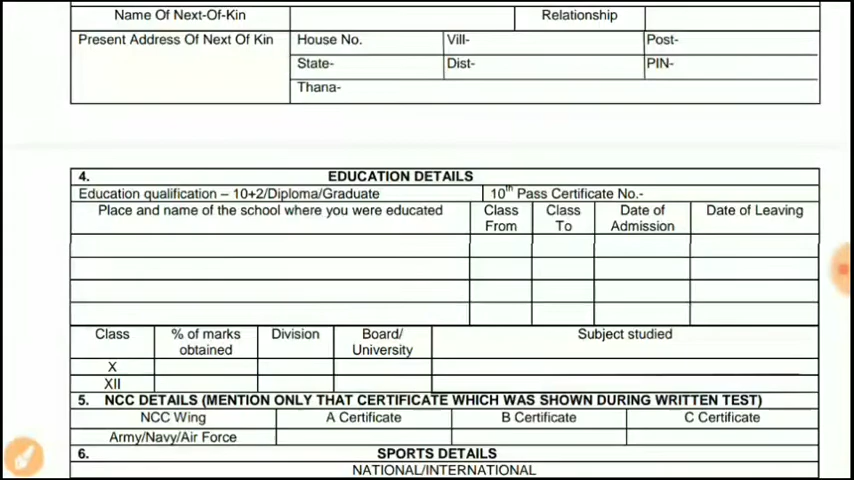 Name Of Next-Of-Kin Relationship
Present Address Of Next Of Kin House No. Vill- Post-
State- Dist- PIN-
Thana-
4. EDUCATION DETAILS
Education qualification – 10+2/Diploma/Graduate 10th Pass Certificate No.-
Place and name of the school where you were educated Class From Class To Date of Admission Date of Leaving
Class % of marks obtained Division Board/ University Subject studied
X
XII
5. NCC DETAILS (MENTION ONLY THAT CERTIFICATE WHICH WAS SHOWN DURING WRITTEN TEST)
NCC Wing A Certificate B Certificate C Certificate
Army/Navy/Air Force
6. SPORTS DETAILS
NATIONAL/INTERNATIONAL